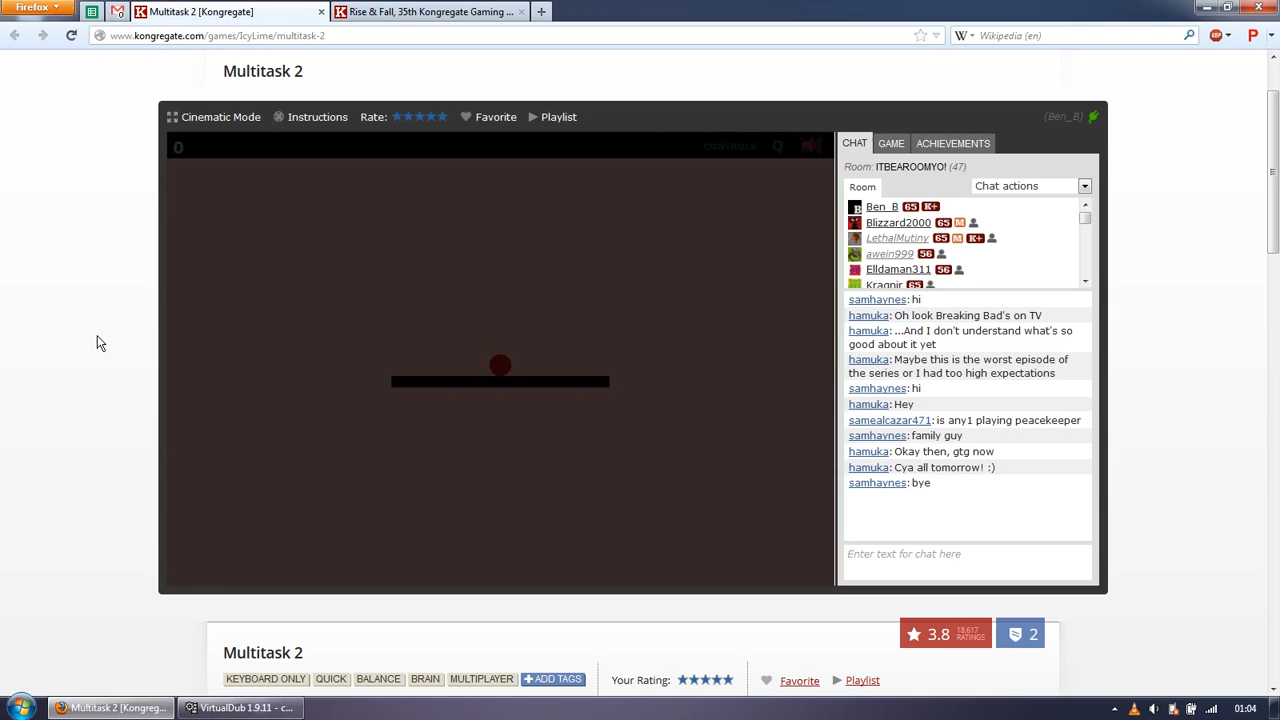 Firefox
Multitask 2 [Kongregate]
Rise & Fall, 35th Kongregate Gaming ...
www.kongregate.com/games/IcyLime/multitask-2
Wikipedia (en)
Multitask 2
Cinematic Mode
Instructions
Rate:
Favorite
Playlist
(Ben_B)
0
CONTROLS Q
CHAT
GAME
ACHIEVEMENTS
Room: ITBEAROOMYO! (47)
Room
Chat actions
Ben_B 65 K+
Blizzard2000 65 M
LethalMutiny 65 M K+
awein999 56
Elldaman311 56
Kragnir 65
samhaynes: hi
hamuka: Oh look Breaking Bad's on TV
hamuka: ...And I don't understand what's so
good about it yet
hamuka: Maybe this is the worst episode of
the series or I had too high expectations
samhaynes: hi
hamuka: Hey
samealcazar471: is any1 playing peacekeeper
samhaynes: family guy
hamuka: Okay then, gtg now
hamuka: Cya all tomorrow! :)
samhaynes: bye
Enter text for chat here
3.8 18,617
RATINGS
2
Multitask 2
KEYBOARD ONLY
QUICK
BALANCE
BRAIN
MULTIPLAYER
ADD TAGS
Your Rating:
Favorite
Playlist
Multitask 2 [Kongreg...
VirtualDub 1.9.11 - c...
01:04